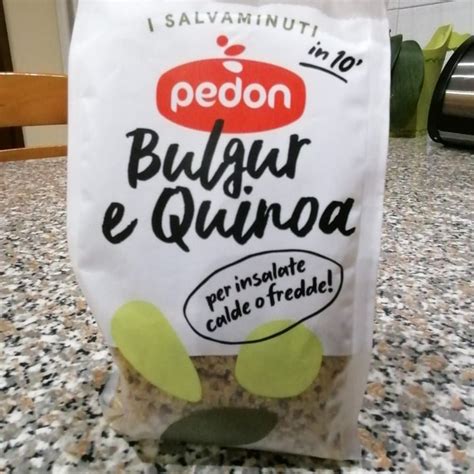 I SALVAMINUTI
in 10'
pedon
Bulgur
e Quinoa
per insalate
calde o fredde!